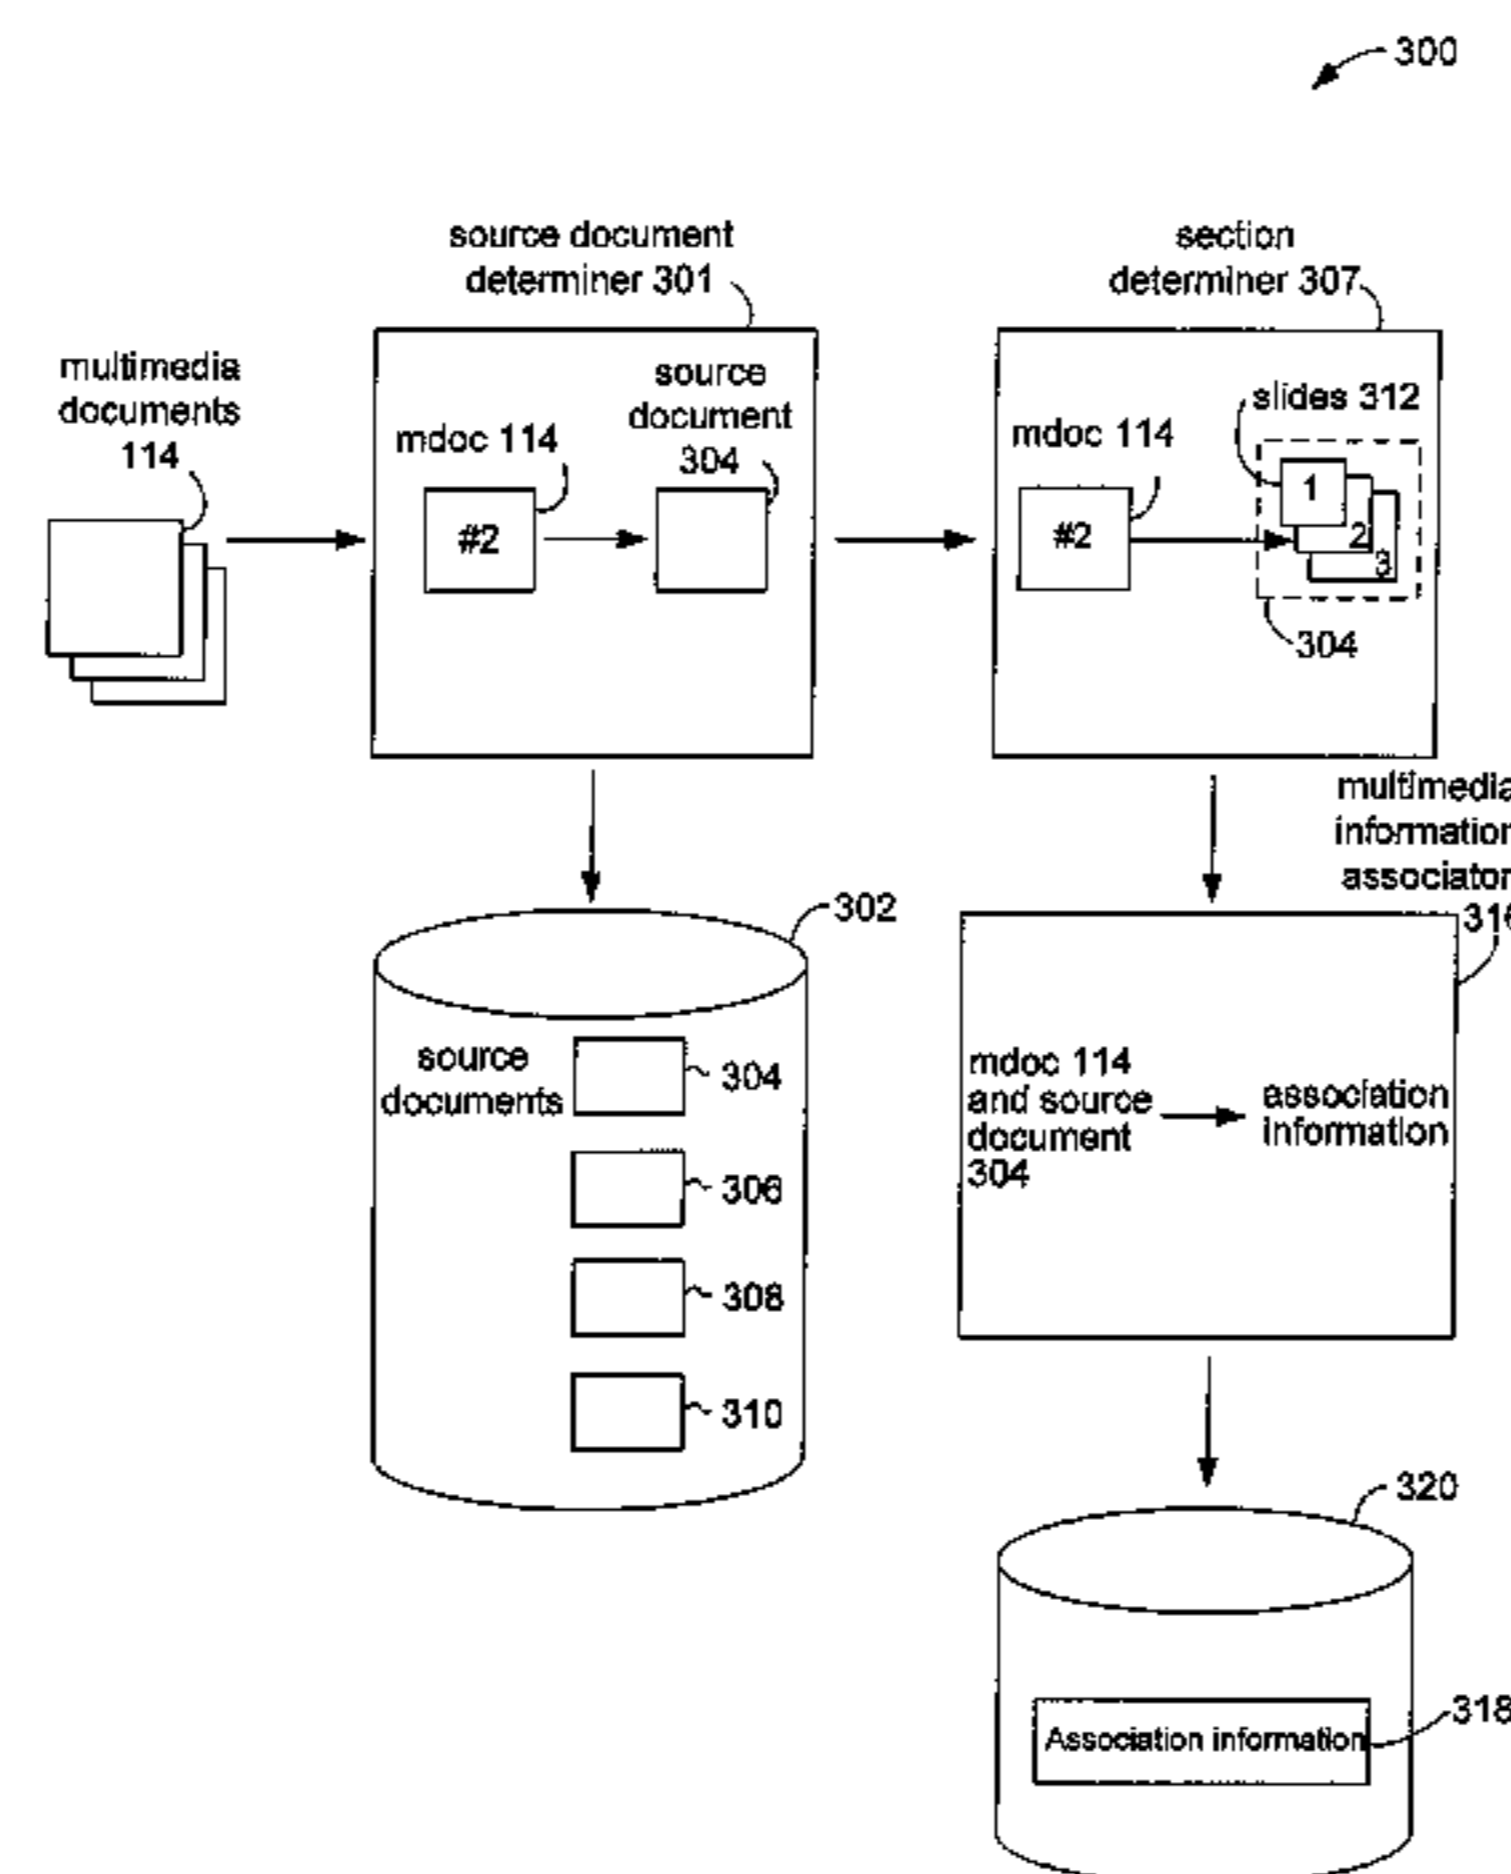 300
source document
determiner 301
section
determiner 307
multimedia
documents
114
mdoc 114
#2
source
document
304
mdoc 114
#2
slides 312
1
2
3
304
302
source
documents
304
306
308
310
multimedia
information
associator
316
mdoc 114
and source
document
304
association
information
320
Association information
318